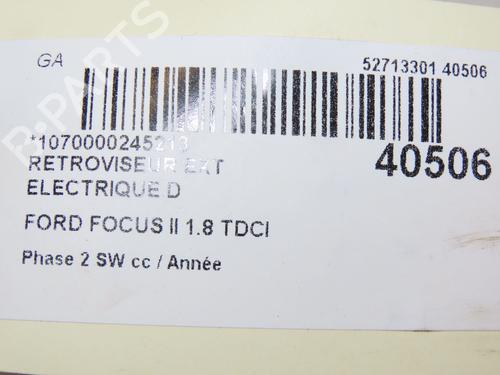 GA
52713301 40506
*1070000245213
40506
RETROVISEUR EXT
ELECTRIQUE D
FORD FOCUS II 1.8 TDCI
Phase 2 SW cc / Année
B-PARTS